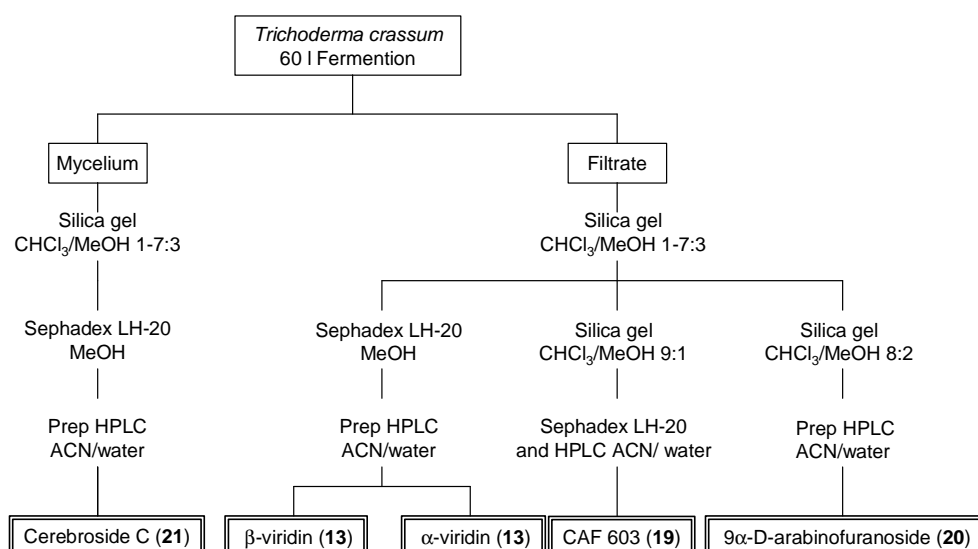 Trichoderma crassum
60 l Fermention
Mycelium
Filtrate
Silica gel
CHCl₃/MeOH 1-7:3
Silica gel
CHCl₃/MeOH 1-7:3
Sephadex LH-20
MeOH
Sephadex LH-20
MeOH
Silica gel
CHCl₃/MeOH 9:1
Silica gel
CHCl₃/MeOH 8:2
Prep HPLC
ACN/water
Prep HPLC
ACN/water
Sephadex LH-20
and HPLC ACN/ water
Prep HPLC
ACN/water
Cerebroside C (21)
β-viridin (13)
α-viridin (13)
CAF 603 (19)
9α-D-arabinofuranoside (20)